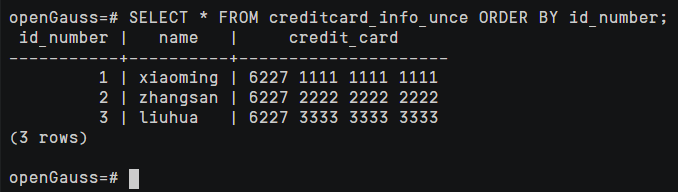 openGauss=# SELECT * FROM creditcard_info_unce ORDER BY id_number;
 id_number |   name   |     credit_card
-----------+----------+---------------------
         1 | xiaoming | 6227 1111 1111 1111
         2 | zhangsan | 6227 2222 2222 2222
         3 | liuhua   | 6227 3333 3333 3333
(3 rows)

openGauss=#